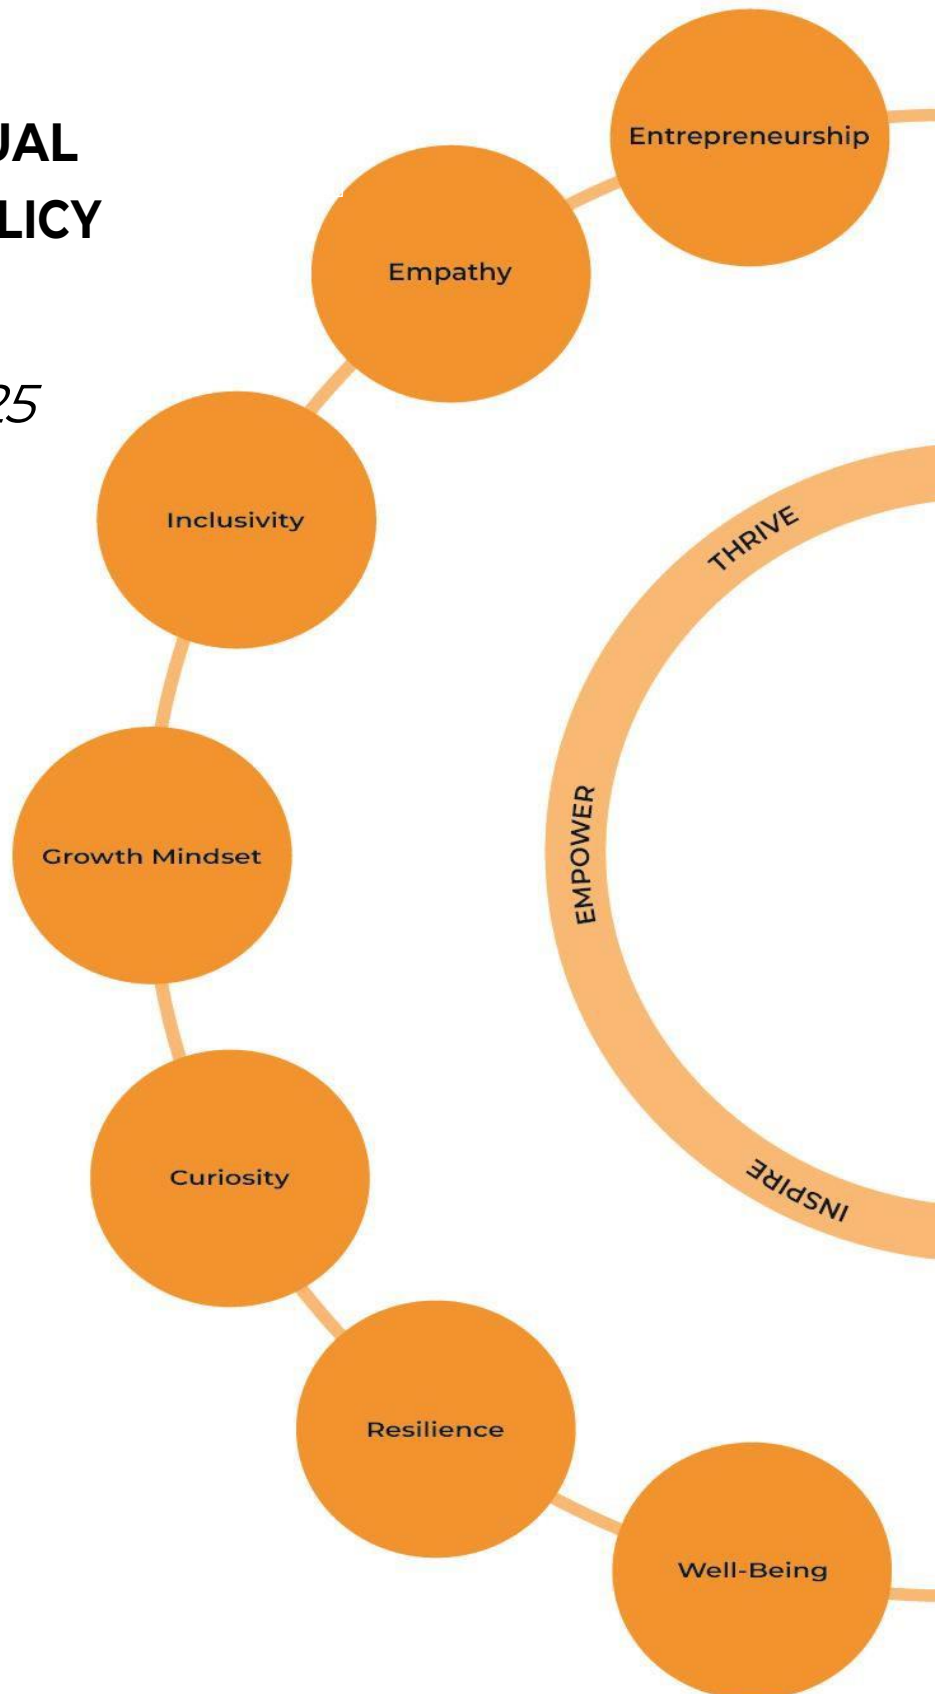 UAL
LICY
25
Entrepreneurship
Empathy
Inclusivity
Growth Mindset
Curiosity
Resilience
Well-Being
THRIVE
EMPOWER
INSPIRE